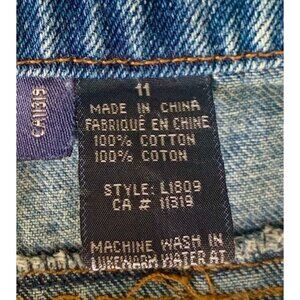 CA11319
11
MADE IN CHINA
FABRIQUÉ EN CHINE
100% COTTON
100% COTON
STYLE: L1809
CA # 11319
MACHINE WASH IN
LUKEWARM WATER AT